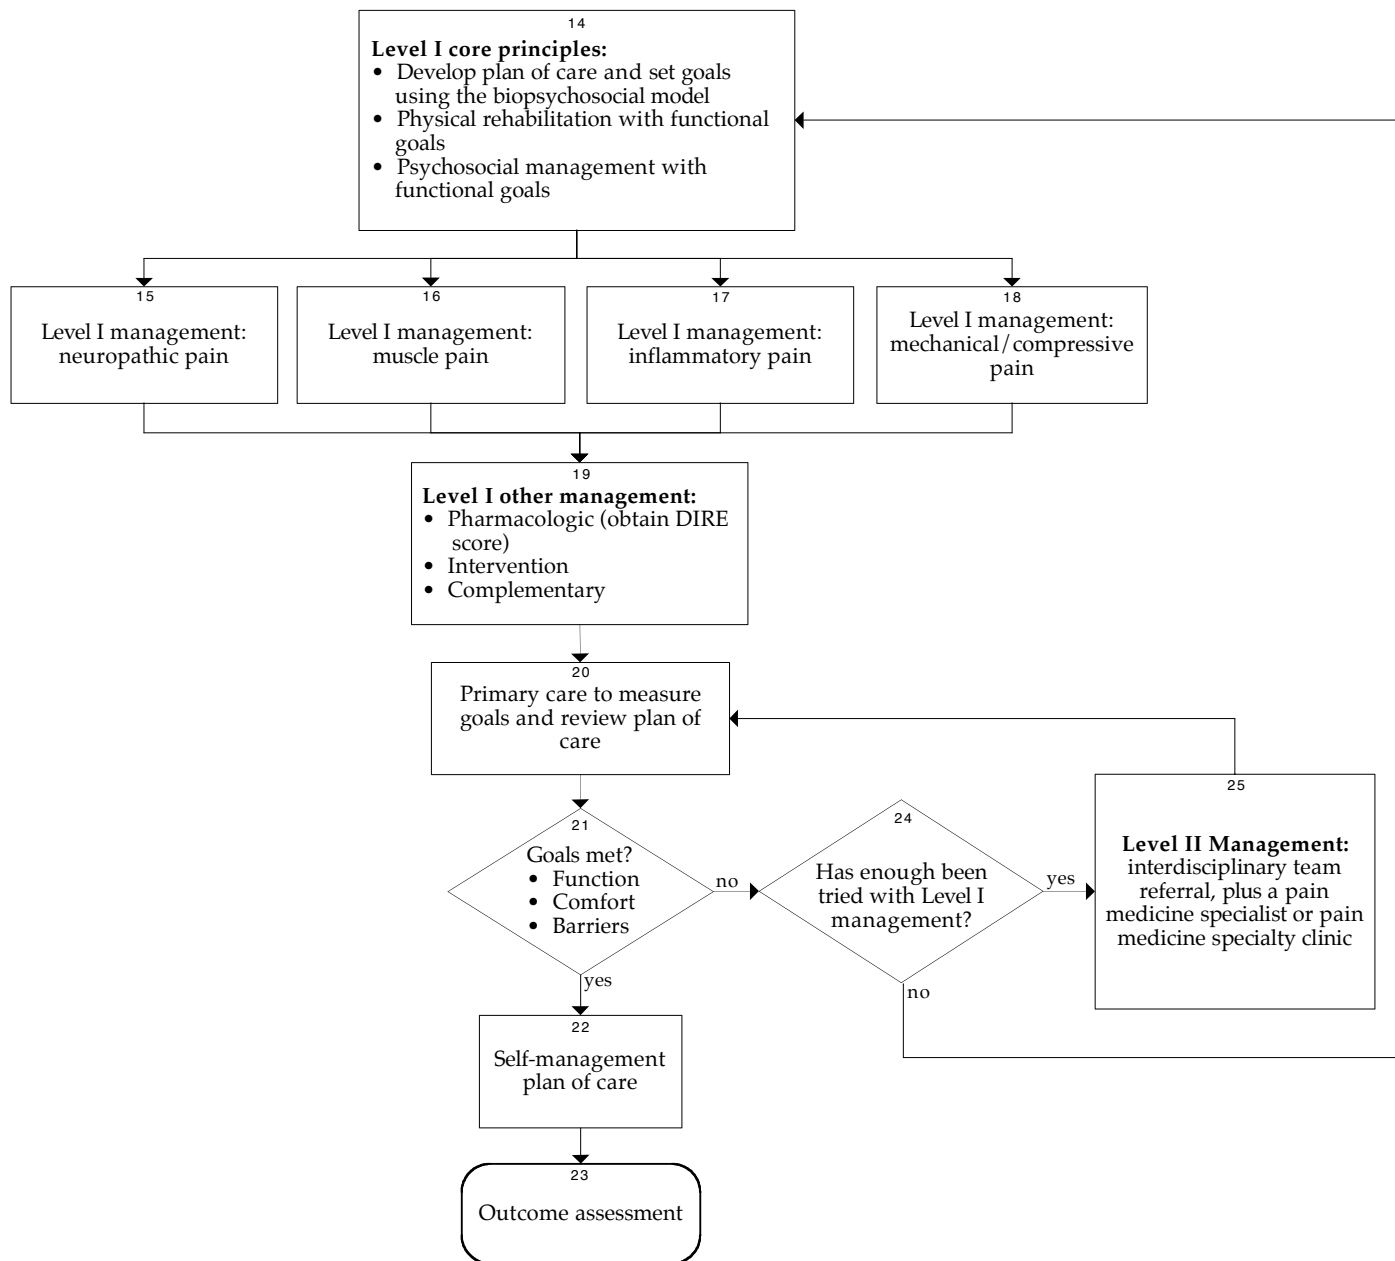 14
Level I core principles:
• Develop plan of care and set goals
using the biopsychosocial model
• Physical rehabilitation with functional
goals
• Psychosocial management with
functional goals
15
Level I management:
neuropathic pain
16
Level I management:
muscle pain
17
Level I management:
inflammatory pain
18
Level I management:
mechanical/compressive
pain
19
Level I other management:
• Pharmacologic (obtain DIRE
score)
• Intervention
• Complementary
20
Primary care to measure
goals and review plan of
care
21
Goals met?
• Function
• Comfort
• Barriers
no
yes
24
Has enough been
tried with Level I
management?
yes
no
25
Level II Management:
interdisciplinary team
referral, plus a pain
medicine specialist or pain
medicine specialty clinic
22
Self-management
plan of care
23
Outcome assessment